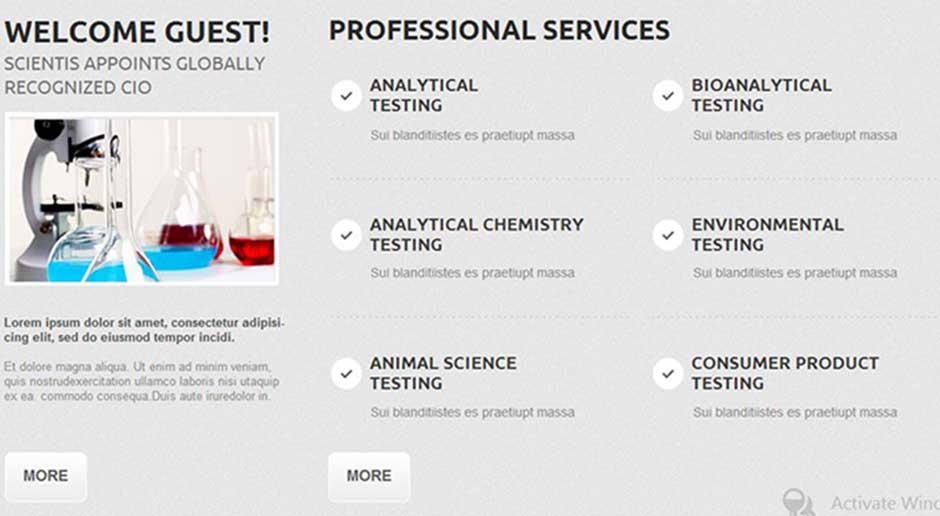 WELCOME GUEST!
SCIENTIS APPOINTS GLOBALLY
RECOGNIZED CIO
Lorem ipsum dolor sit amet, consectetur adipisi-
cing elit, sed do eiusmod tempor incidi.
Et dolore magna aliqua. Ut enim ad minim veniam,
quis nostrudexercitation ullamco laboris nisi utaquip
ex ea. commodo consequa.Duis aute iruredolor in.
MORE
PROFESSIONAL SERVICES
ANALYTICAL
TESTING
Sui blanditiistes es praetiupt massa
BIOANALYTICAL
TESTING
Sui blanditiistes es praetiupt massa
ANALYTICAL CHEMISTRY
TESTING
Sui blanditiistes es praetiupt massa
ENVIRONMENTAL
TESTING
Sui blanditiistes es praetiupt massa
ANIMAL SCIENCE
TESTING
Sui blanditiistes es praetiupt massa
CONSUMER PRODUCT
TESTING
Sui blanditiistes es praetiupt massa
MORE
Activate